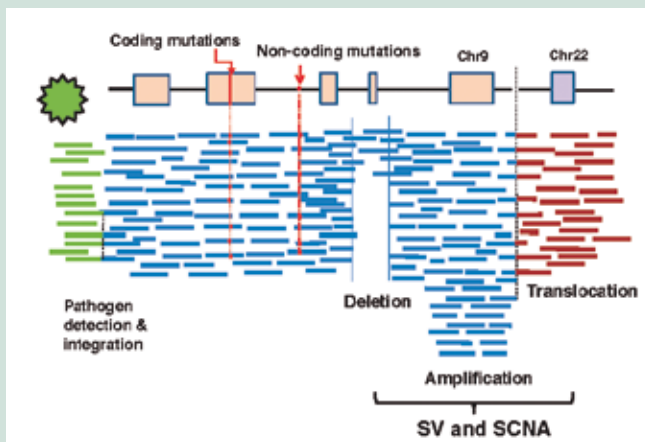 Coding mutations
Non-coding mutations
Chr9
Chr22
Pathogen
detection &
integration
Deletion
Translocation
Amplification
SV and SCNA